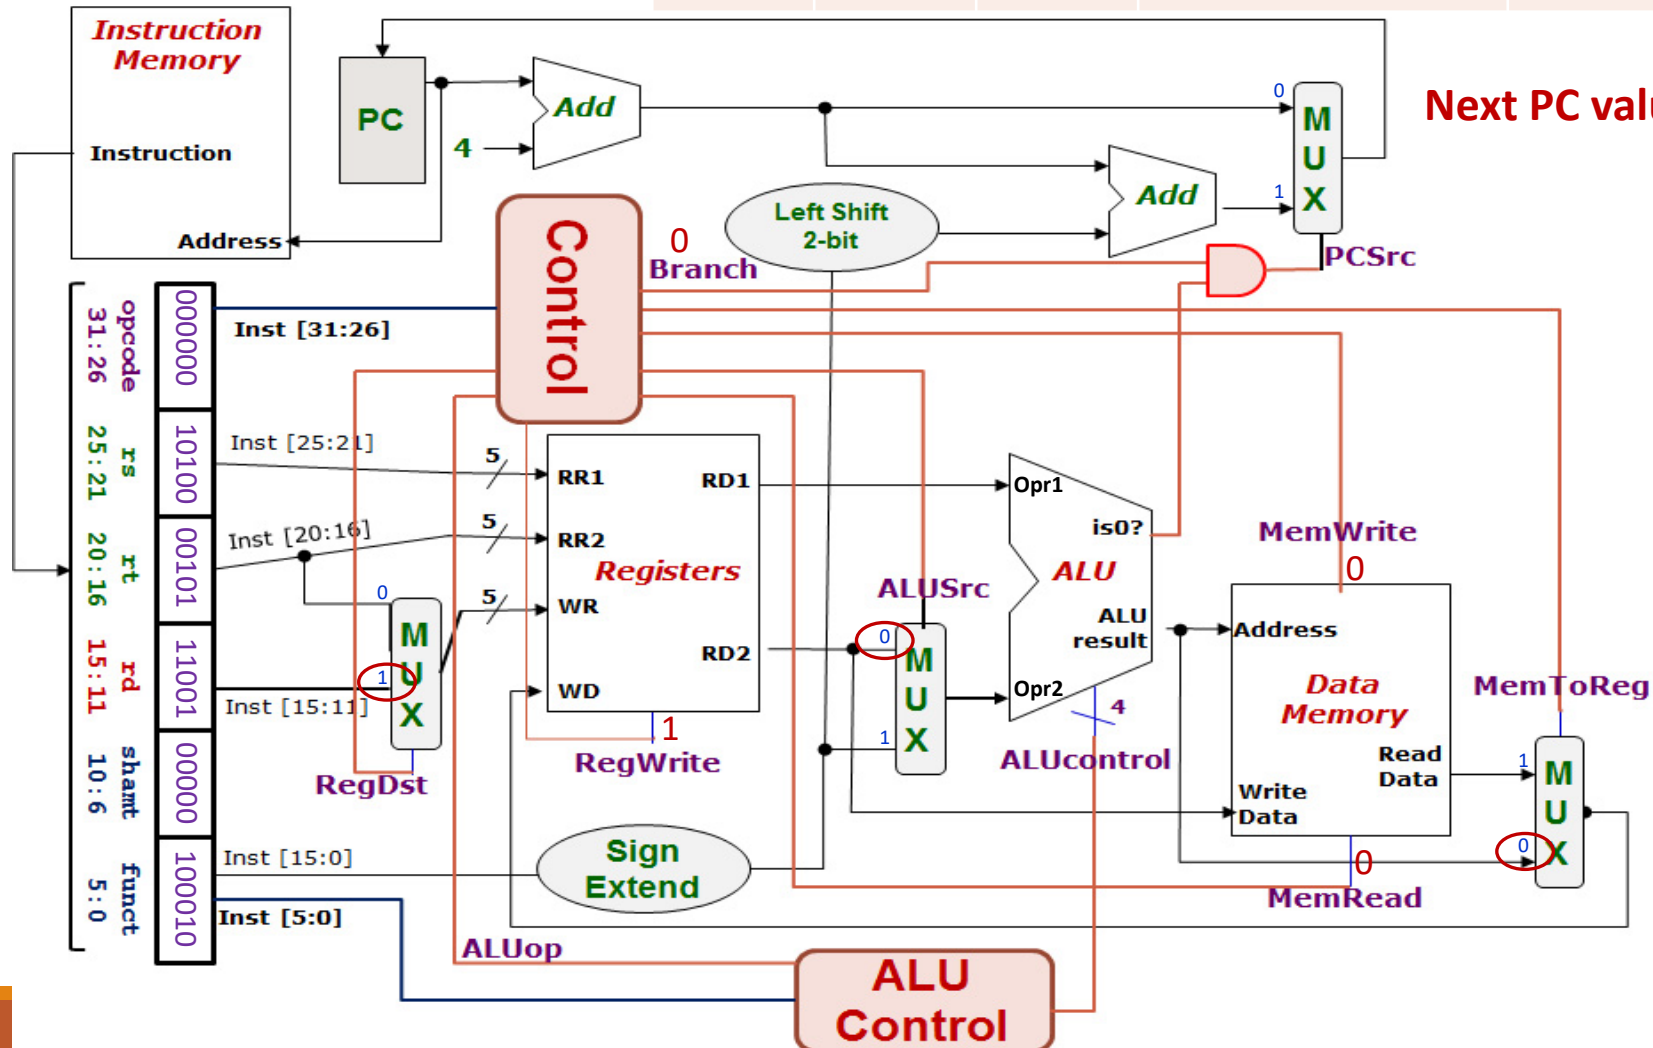 Instruction
Memory
Instruction
Address
PC
4
Add
Left Shift
2-bit
Add
0
M
U
1
X
Next PC
PCSrc
Control
0
Branch
opcode
31:26
000000
Inst [31:26]
rs
25:21
10100
Inst [25:21]
rt
20:16
00101
Inst [20:16]
rd
15:11
11001
Inst [15:11]
shamt
10:6
00000
funct
5:0
100010
Inst [15:0]
Inst [5:0]
0
M
1
U
X
RegDst
5
5
5
RR1
RD1
RR2
Registers
WR
RD2
WD
1
RegWrite
Sign
Extend
ALUSrc
0
M
U
1
X
Opr1
is0?
ALU
ALU
result
Opr2
4
ALUcontrol
MemWrite
0
Address
Data
Memory
Read
Data
Write
Data
0
MemRead
MemToReg
1
M
U
0
X
ALUop
ALU
Control